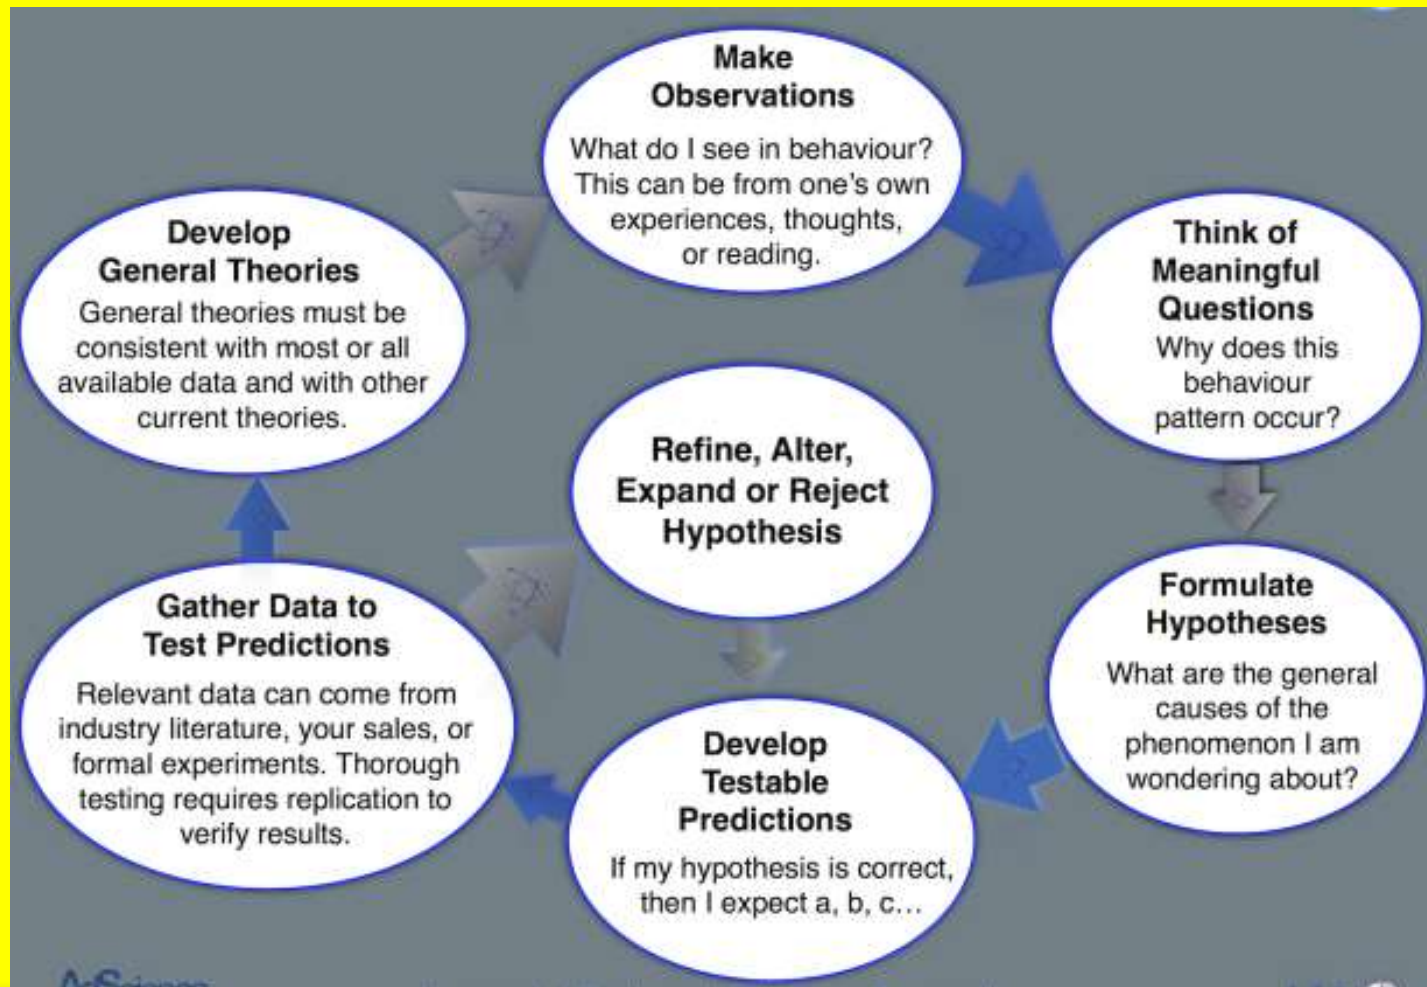 Make
Observations
What do I see in behaviour?
This can be from one's own
experiences, thoughts,
or reading.
Think of
Meaningful
Questions
Why does this
behaviour
pattern occur?
Formulate
Hypotheses
What are the general
causes of the
phenomenon I am
wondering about?
Develop
Testable
Predictions
If my hypothesis is correct,
then I expect a, b, c...
Gather Data to
Test Predictions
Relevant data can come from
industry literature, your sales, or
formal experiments. Thorough
testing requires replication to
verify results.
Refine, Alter,
Expand or Reject
Hypothesis
Develop
General Theories
General theories must be
consistent with most or all
available data and with other
current theories.